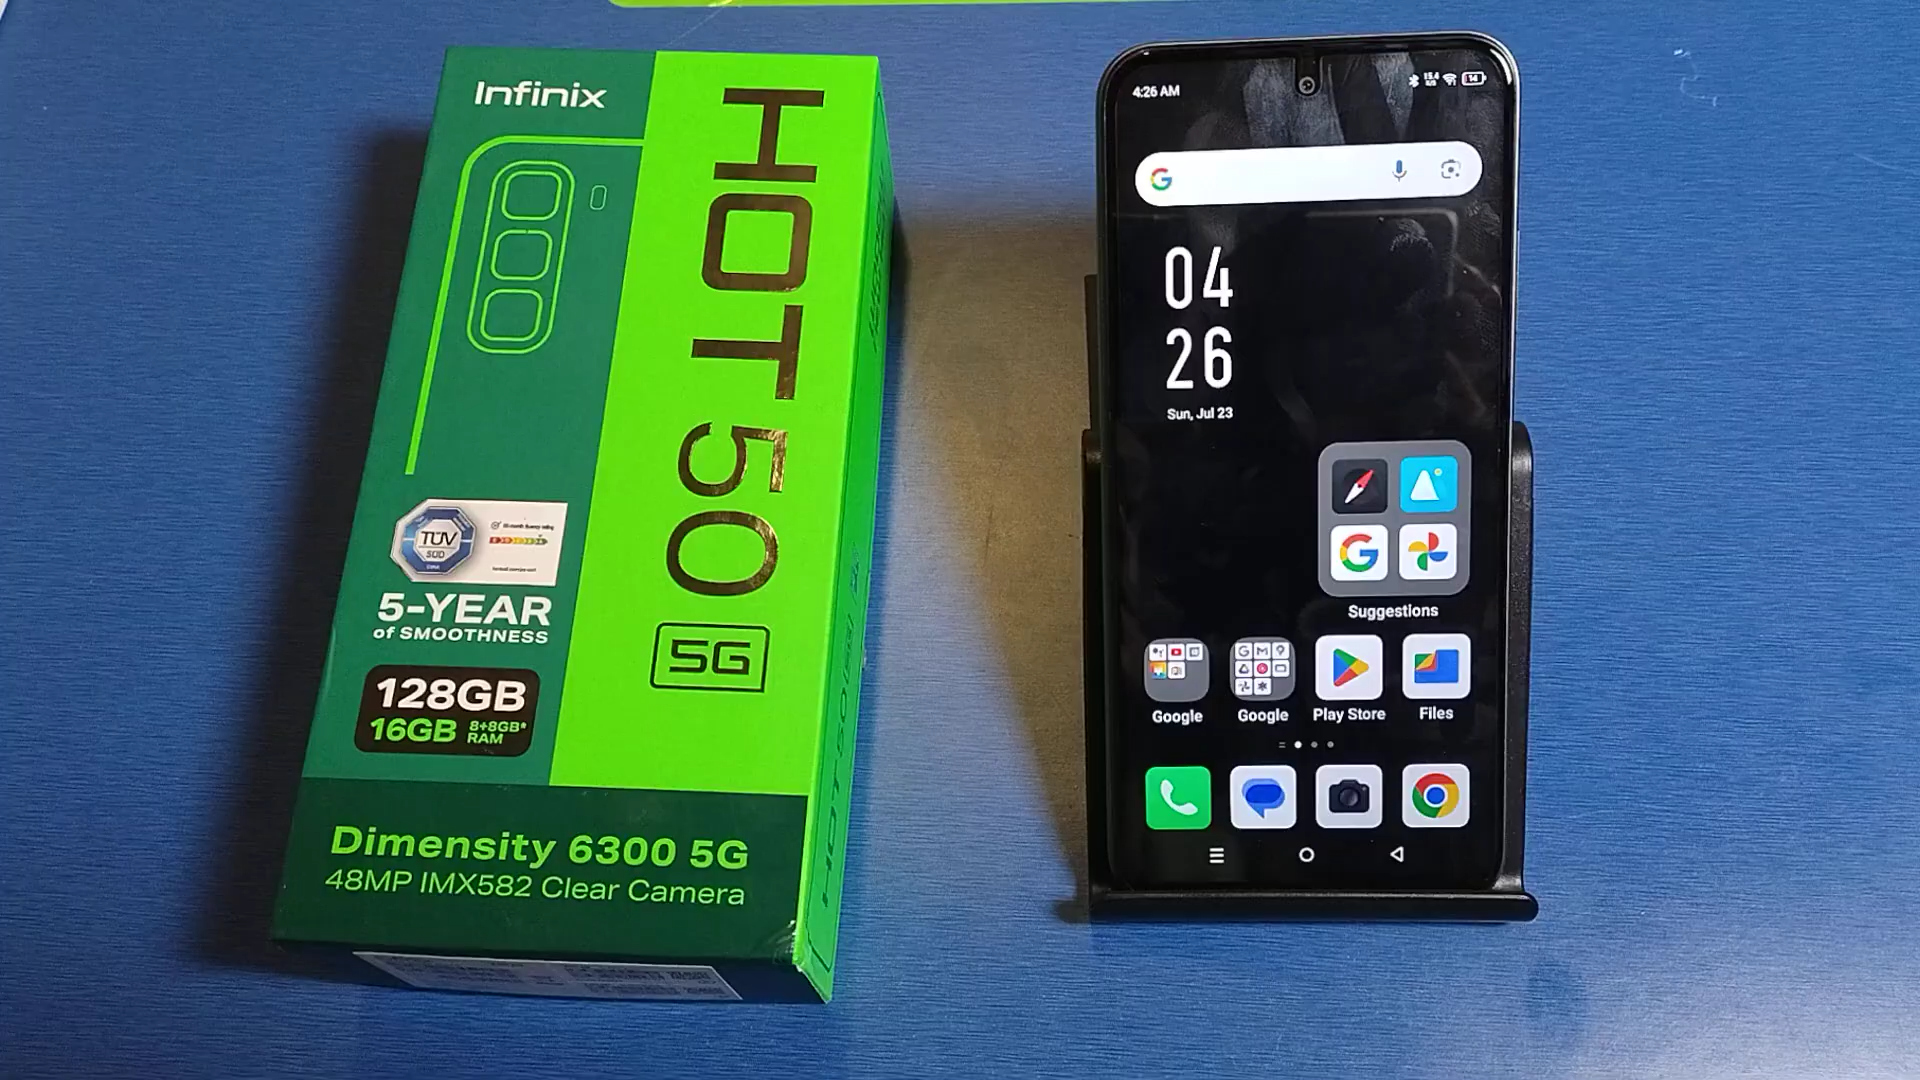 Infinix
HOT 50
5G
TÜV
SÜD
5-YEAR
of SMOOTHNESS
128GB
16GB 8+8GB*
RAM
Dimensity 6300 5G
48MP IMX582 Clear Camera
4:26 AM
14
04
26
Sun, Jul 23
Suggestions
Google
Google
Play Store
Files